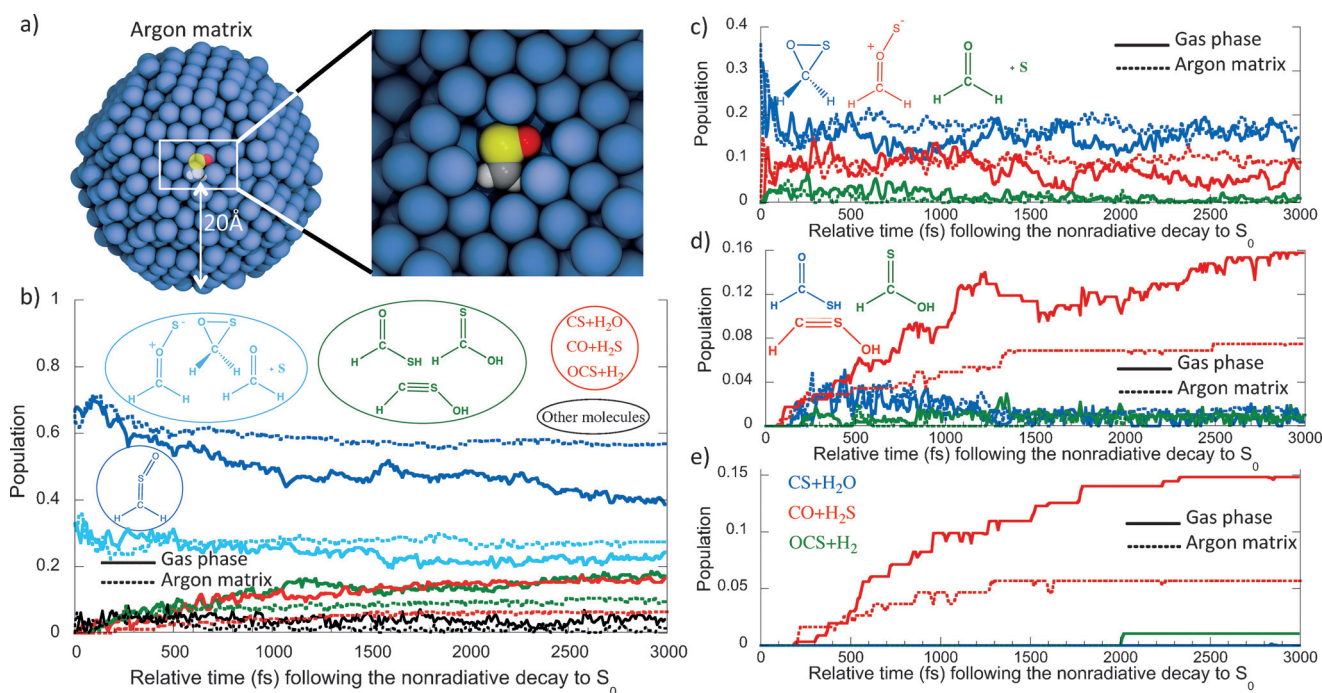 a)
Argon matrix
20Å
b)
Population
1
0.8
0.6
0.4
0.2
0
S-
O
+
H H
O S
H H
O
+ S
H H
O
H SH
S
H OH
H C S OH
CS+H2O
CO+H2S
OCS+H2
Other molecules
O
S
H H
Gas phase
Argon matrix
0 500 1000 1500 2000 2500 3000
Relative time (fs) following the nonradiative decay to S0
c)
Population
0.4
0.3
0.2
0.1
0
O S
C
H H
S-
+
O
C
H H
O
C
H H
+ S
Gas phase
Argon matrix
0 500 1000 1500 2000 2500 3000
Relative time (fs) following the nonradiative decay to S0
d)
Population
0.16
0.12
0.08
0.04
0
O
C
H SH
S
C
H OH
H C S OH
Gas phase
Argon matrix
0 500 1000 1500 2000 2500 3000
Relative time (fs) following the nonradiative decay to S0
e)
Population
0.15
0.1
0.05
0
CS+H2O
CO+H2S
OCS+H2
Gas phase
Argon matrix
0 500 1000 1500 2000 2500 3000
Relative time (fs) following the nonradiative decay to S0